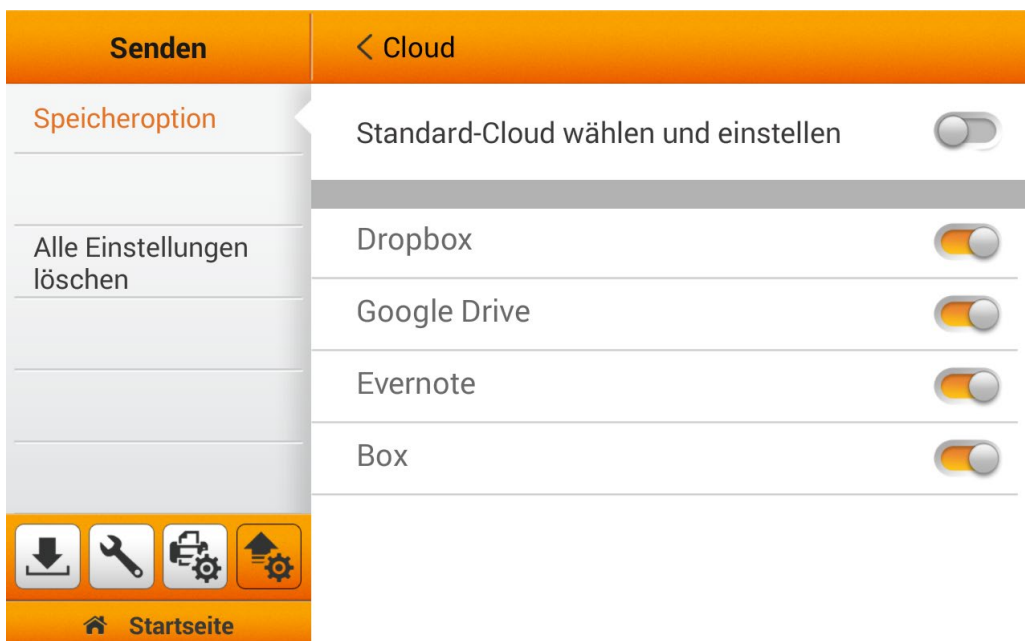 Senden
Cloud
Speicheroption
Standard-Cloud wählen und einstellen
Alle Einstellungen
löschen
Dropbox
Google Drive
Evernote
Box
Startseite